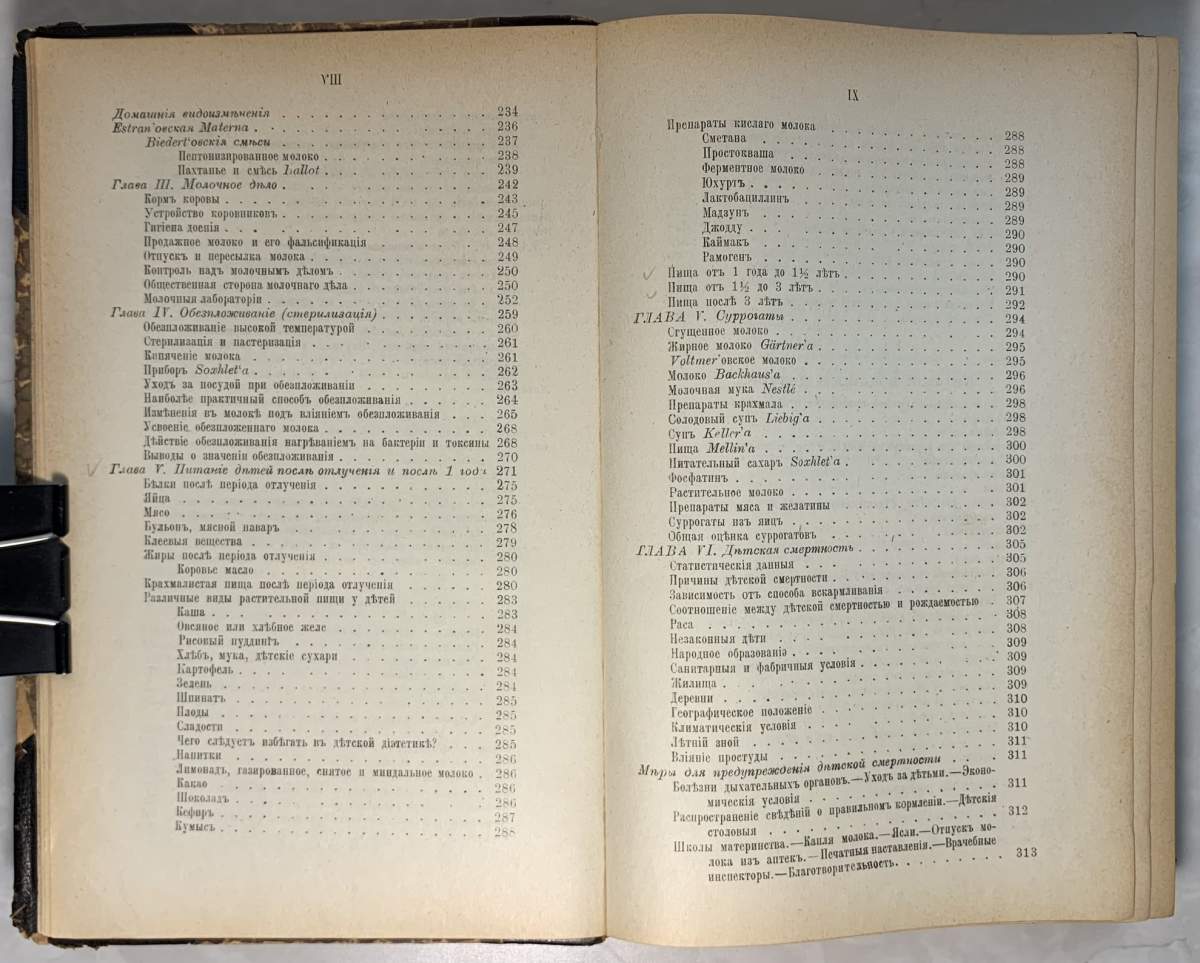 VIII
Домашнія видоизмѣненія . . . . . . . . . . . . . . . 234
Estran'овская Materna . . . . . . . . . . . . . . . 236
Biedert'овскія смѣси . . . . . . . . . . . . . . . 237
Пептонизированное молоко . . . . . . . . . . . . 238
Пахтанье и смѣсь Lallot . . . . . . . . . . . . 239
Глава III. Молочное дѣло . . . . . . . . . . . . . 242
Кормъ коровы . . . . . . . . . . . . . . . . . 243
Устройство коровниковъ . . . . . . . . . . . . . 245
Гигіена доенія . . . . . . . . . . . . . . . . . 247
Продажное молоко и его фальсификація . . . . . . . 248
Отпускъ и пересылка молока . . . . . . . . . . . 249
Контроль надъ молочнымъ дѣломъ . . . . . . . . . 250
Общественная сторона молочнаго дѣла . . . . . . . . 250
Молочныя лабораторіи . . . . . . . . . . . . . . 252
Глава IV. Обезпложиваніе (стерилизація) . . . . . . . 259
Обезпложиваніе высокой температурой . . . . . . . . 260
Стерилизація и пастеризація . . . . . . . . . . . 261
Кипяченіе молока . . . . . . . . . . . . . . . 261
Приборъ Soxhlet'a . . . . . . . . . . . . . . . 262
Уходъ за посудой при обезпложиваніи . . . . . . . . 263
Наиболѣе практичный способъ обезпложиванія . . . . . 264
Измѣненія въ молокѣ подъ вліяніемъ обезпложиванія . . . 265
Усвоеніе обезпложеннаго молока . . . . . . . . . . 268
Дѣйствіе обезпложиванія нагрѣваніемъ на бактеріи и токсины 268
Выводы о значеніи обезпложиванія . . . . . . . . . 270
Глава V. Питаніе дѣтей послѣ отлученія и послѣ 1 года 271
Бѣлки послѣ періода отлученія . . . . . . . . . . 275
Яйца . . . . . . . . . . . . . . . . . . . . 275
Мясо . . . . . . . . . . . . . . . . . . . . 276
Бульонъ, мясной наваръ . . . . . . . . . . . . . 278
Клеевыя вещества . . . . . . . . . . . . . . . 279
Жиры послѣ періода отлученія . . . . . . . . . . 280
Коровье масло . . . . . . . . . . . . . . . . 280
Крахмалистая пища послѣ періода отлученія . . . . . . 280
Различные виды растительной пищи у дѣтей . . . . . . 283
Каша . . . . . . . . . . . . . . . . . . . 283
Овсяное или хлѣбное желе . . . . . . . . . . . 284
Рисовый пуддингъ . . . . . . . . . . . . . . 284
Хлѣбъ, мука, дѣтскіе сухари . . . . . . . . . . 284
Картофель . . . . . . . . . . . . . . . . . 284
Зелень . . . . . . . . . . . . . . . . . . 284
Шпинатъ . . . . . . . . . . . . . . . . . . 285
Плоды . . . . . . . . . . . . . . . . . . . 285
Сладости . . . . . . . . . . . . . . . . . . 285
Чего слѣдуетъ избѣгать въ дѣтской діэтетикѣ? . . . . 285
Напитки . . . . . . . . . . . . . . . . . . 286
Лимонадъ, газированное, снятое и миндальное молоко . 286
Какао . . . . . . . . . . . . . . . . . . . 286
Шоколадъ . . . . . . . . . . . . . . . . . . 286
Кефиръ . . . . . . . . . . . . . . . . . . . 287
Кумысъ . . . . . . . . . . . . . . . . . . . 288
IX
Препараты кислаго молока . . . . . . . . . . . . 288
Сметана . . . . . . . . . . . . . . . . . . 288
Простокваша . . . . . . . . . . . . . . . . 288
Ферментное молоко . . . . . . . . . . . . . . 289
Юхуртъ . . . . . . . . . . . . . . . . . . 289
Лактобациллинъ . . . . . . . . . . . . . . . 289
Мадзунъ . . . . . . . . . . . . . . . . . . 289
Джодду . . . . . . . . . . . . . . . . . . 290
Каймакъ . . . . . . . . . . . . . . . . . . 290
Рамогенъ . . . . . . . . . . . . . . . . . . 290
Пища отъ 1 года до 1½ лѣтъ . . . . . . . . . . . 290
Пища отъ 1½ до 3 лѣтъ . . . . . . . . . . . . . 291
Пища послѣ 3 лѣтъ . . . . . . . . . . . . . . . 292
ГЛАВА V. Суррогаты . . . . . . . . . . . . . . . 294
Сгущенное молоко . . . . . . . . . . . . . . . 294
Жирное молоко Gärtner'a . . . . . . . . . . . . . 295
Voltmer'овское молоко . . . . . . . . . . . . . . 295
Молоко Backhaus'a . . . . . . . . . . . . . . . 296
Молочная мука Nestlé . . . . . . . . . . . . . . 296
Препараты крахмала . . . . . . . . . . . . . . . 298
Солодовый супъ Liebig'a . . . . . . . . . . . . . 298
Супъ Keller'a . . . . . . . . . . . . . . . . . 298
Пища Mellin'a . . . . . . . . . . . . . . . . . 300
Питательный сахаръ Soxhlet'a . . . . . . . . . . . 300
Фосфатинъ . . . . . . . . . . . . . . . . . . 301
Растительное молоко . . . . . . . . . . . . . . . 301
Препараты мяса и желатины . . . . . . . . . . . . 302
Суррогаты изъ яицъ . . . . . . . . . . . . . . . 302
Общая оцѣнка суррогатовъ . . . . . . . . . . . . 302
ГЛАВА VI. Дѣтская смертность . . . . . . . . . . . 305
Статистическія данныя . . . . . . . . . . . . . . 305
Причины дѣтской смертности . . . . . . . . . . . . 306
Зависимость отъ способа вскармливанія . . . . . . . . 306
Соотношеніе между дѣтской смертностью и рождаемостью . 307
Раса . . . . . . . . . . . . . . . . . . . . 308
Незаконныя дѣти . . . . . . . . . . . . . . . . 308
Народное образованіэ . . . . . . . . . . . . . . 309
Санитарныя и фабричныя условія . . . . . . . . . . 309
Жилища . . . . . . . . . . . . . . . . . . . 309
Деревни . . . . . . . . . . . . . . . . . . . 310
Географическое положеніе . . . . . . . . . . . . . 310
Климатическія условія . . . . . . . . . . . . . . 310
Лѣтній зной . . . . . . . . . . . . . . . . . 311
Вліяніе простуды . . . . . . . . . . . . . . . . 311
Мѣры для предупрежденія дѣтской смертности . . . .
Болѣзни дыхательныхъ органовъ.—Уходъ за дѣтьми.—Эконо- 311
мическія условія . . . . . . . . . . . . . . .
Распространеніе свѣдѣній о правильномъ кормленіи.—Дѣтскія 312
столовыя . . . . . . . . . . . . . . . . .
Школы материнства.—Капля молока.—Ясли.—Отпускъ мо-
лока изъ аптекъ.—Печатныя наставленія.—Врачебные
инспекторы.—Благотворительность. . . . . . . . . 313